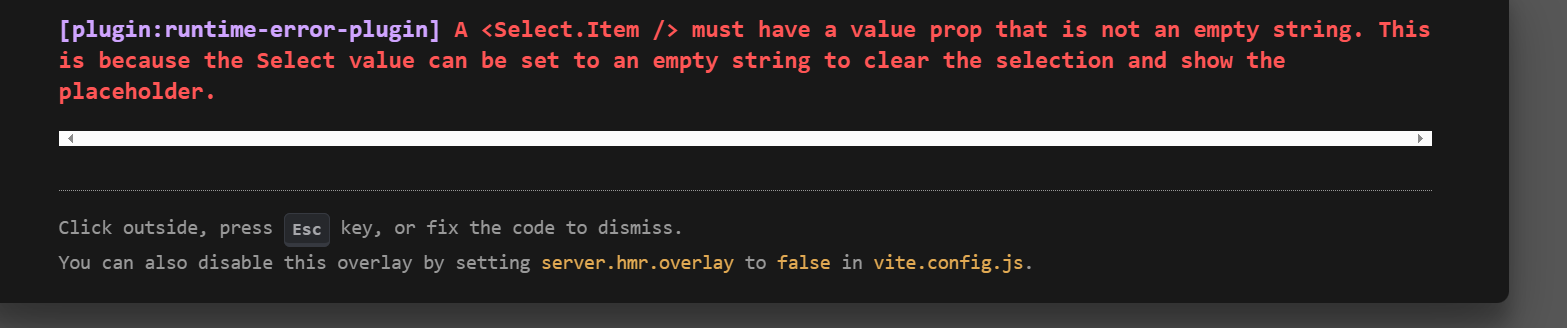 [plugin:runtime-error-plugin] A <Select.Item /> must have a value prop that is not an empty string. This
is because the Select value can be set to an empty string to clear the selection and show the
placeholder.
Click outside, press Esc key, or fix the code to dismiss.
You can also disable this overlay by setting server.hmr.overlay to false in vite.config.js.